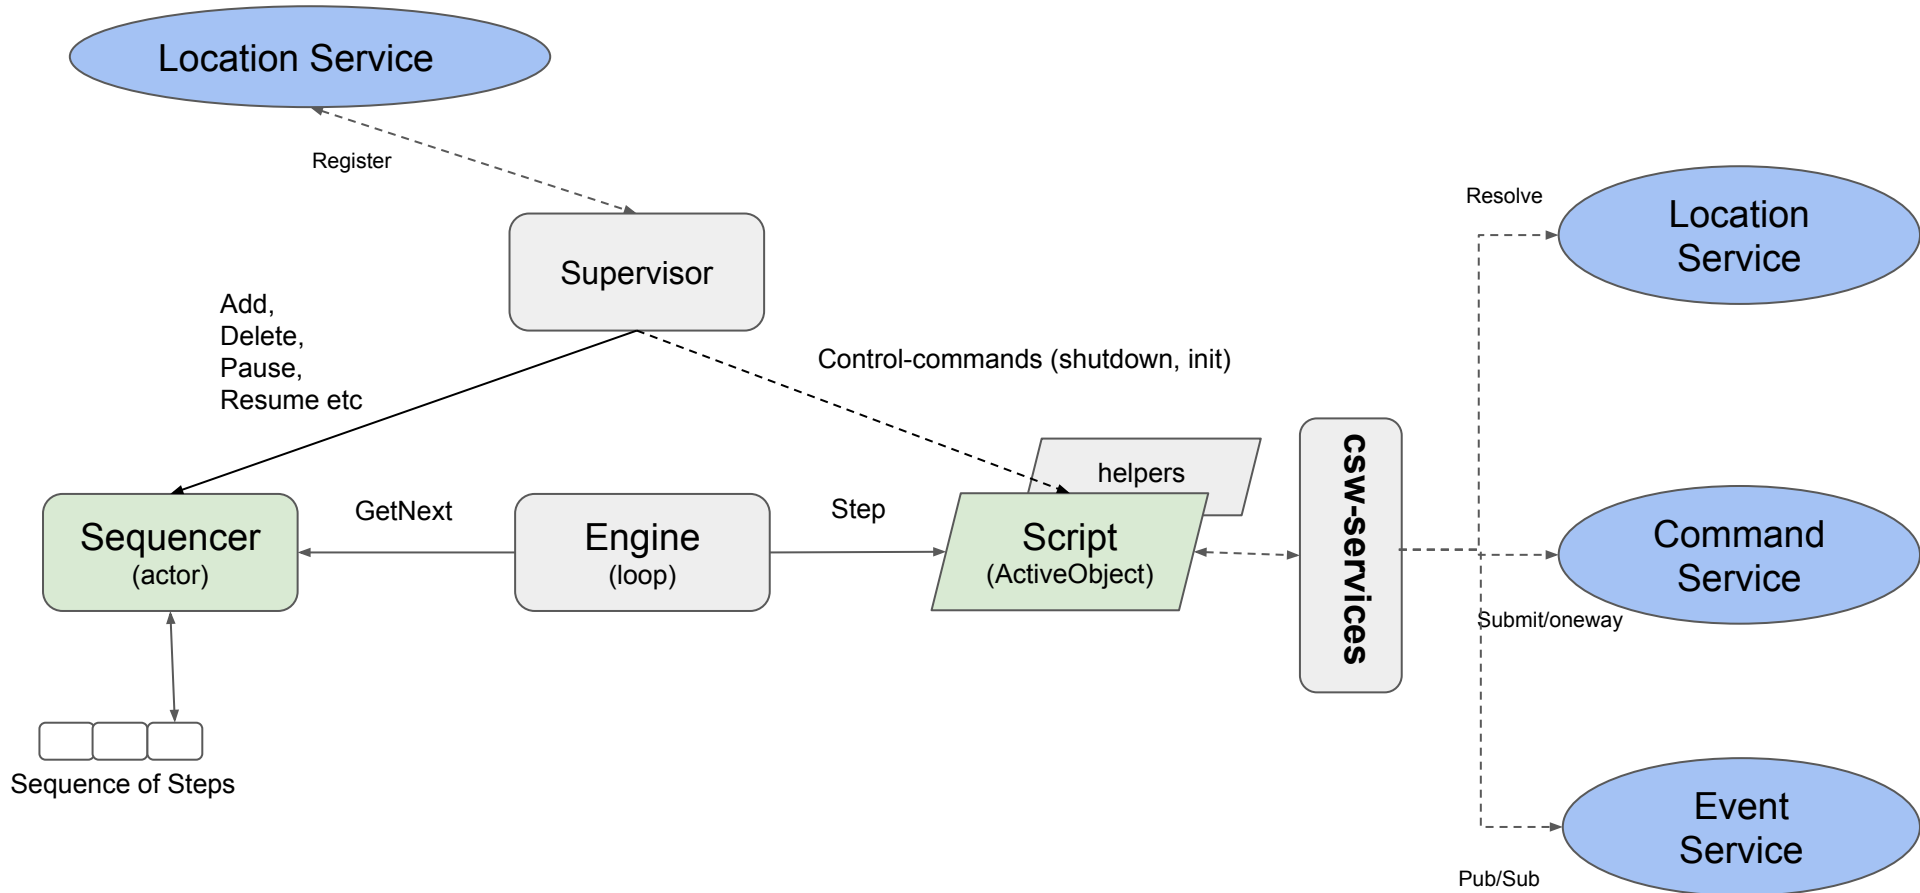 Location Service
Register
Resolve
Location
Service
Supervisor
Add,
Delete,
Pause,
Resume etc
Control-commands (shutdown, init)
csw-services
helpers
GetNext
Step
Sequencer
(actor)
Engine
(loop)
Script
(ActiveObject)
Command
Service
Submit/oneway
Sequence of Steps
Event
Service
Pub/Sub